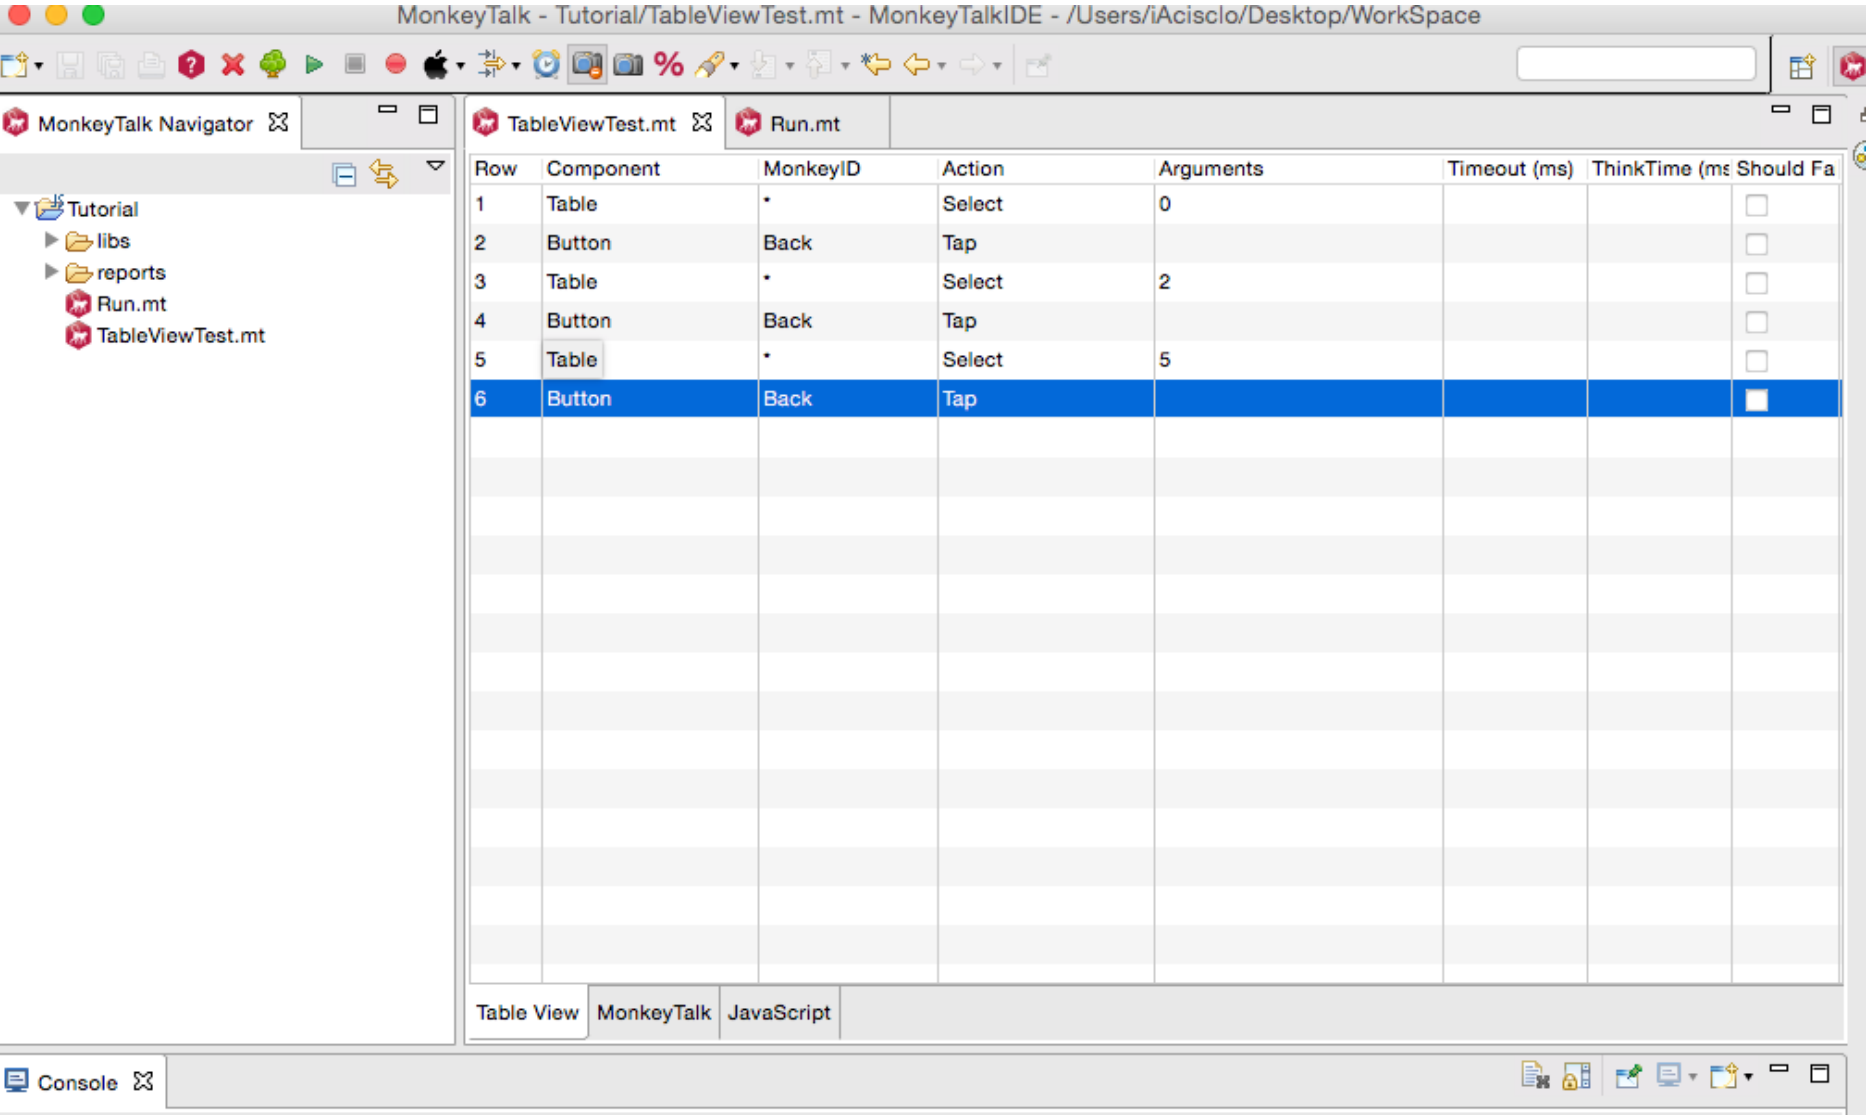 MonkeyTalk - Tutorial/TableViewTest.mt - MonkeyTalkIDE - /Users/iAcisclo/Desktop/WorkSpace
MonkeyTalk Navigator
TableViewTest.mt
Run.mt
Tutorial
libs
reports
Run.mt
TableViewTest.mt
Row Component MonkeyID Action Arguments Timeout (ms) ThinkTime (ms Should Fa
1 Table * Select 0
2 Button Back Tap
3 Table * Select 2
4 Button Back Tap
5 Table * Select 5
6 Button Back Tap
Table View MonkeyTalk JavaScript
Console